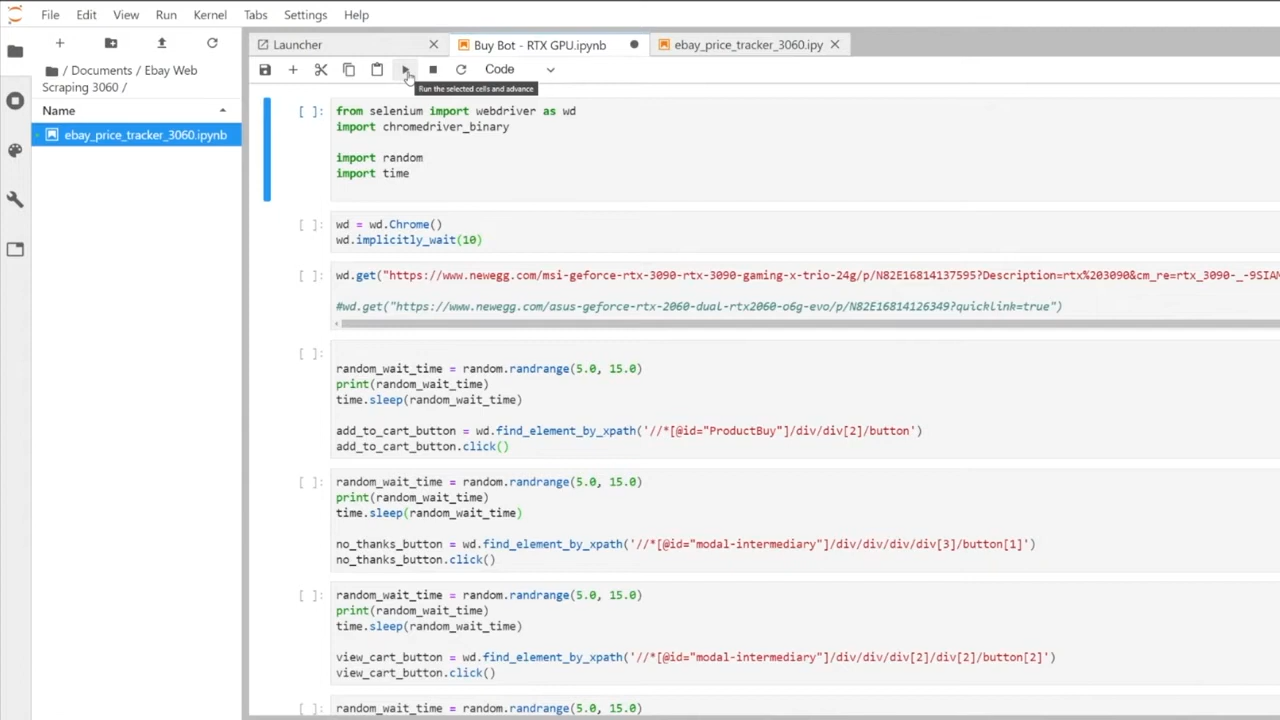 File Edit View Run Kernel Tabs Settings Help
/ Documents / Ebay Web
Scraping 3060 /
Name
ebay_price_tracker_3060.ipynb
Launcher
Buy Bot - RTX GPU.ipynb
ebay_price_tracker_3060.ipy
Code
Run the selected cells and advance
[ ]:
from selenium import webdriver as wd
import chromedriver_binary
import random
import time
[ ]:
wd = wd.Chrome()
wd.implicitly_wait(10)
[ ]:
wd.get("https://www.newegg.com/msi-geforce-rtx-3090-rtx-3090-gaming-x-trio-24g/p/N82E16814137595?Description=rtx%203090&cm_re=rtx_3090-_-9SIAM
#wd.get("https://www.newegg.com/asus-geforce-rtx-2060-dual-rtx2060-o6g-evo/p/N82E16814126349?quicklink=true")
[ ]:
random_wait_time = random.randrange(5.0, 15.0)
print(random_wait_time)
time.sleep(random_wait_time)
add_to_cart_button = wd.find_element_by_xpath('//*[@id="ProductBuy"]/div/div[2]/button')
add_to_cart_button.click()
[ ]:
random_wait_time = random.randrange(5.0, 15.0)
print(random_wait_time)
time.sleep(random_wait_time)
no_thanks_button = wd.find_element_by_xpath('//*[@id="modal-intermediary"]/div/div/div/div[3]/button[1]')
no_thanks_button.click()
[ ]:
random_wait_time = random.randrange(5.0, 15.0)
print(random_wait_time)
time.sleep(random_wait_time)
view_cart_button = wd.find_element_by_xpath('//*[@id="modal-intermediary"]/div/div/div[2]/div[2]/button[2]')
view_cart_button.click()
[ ]:
random_wait_time = random.randrange(5.0, 15.0)